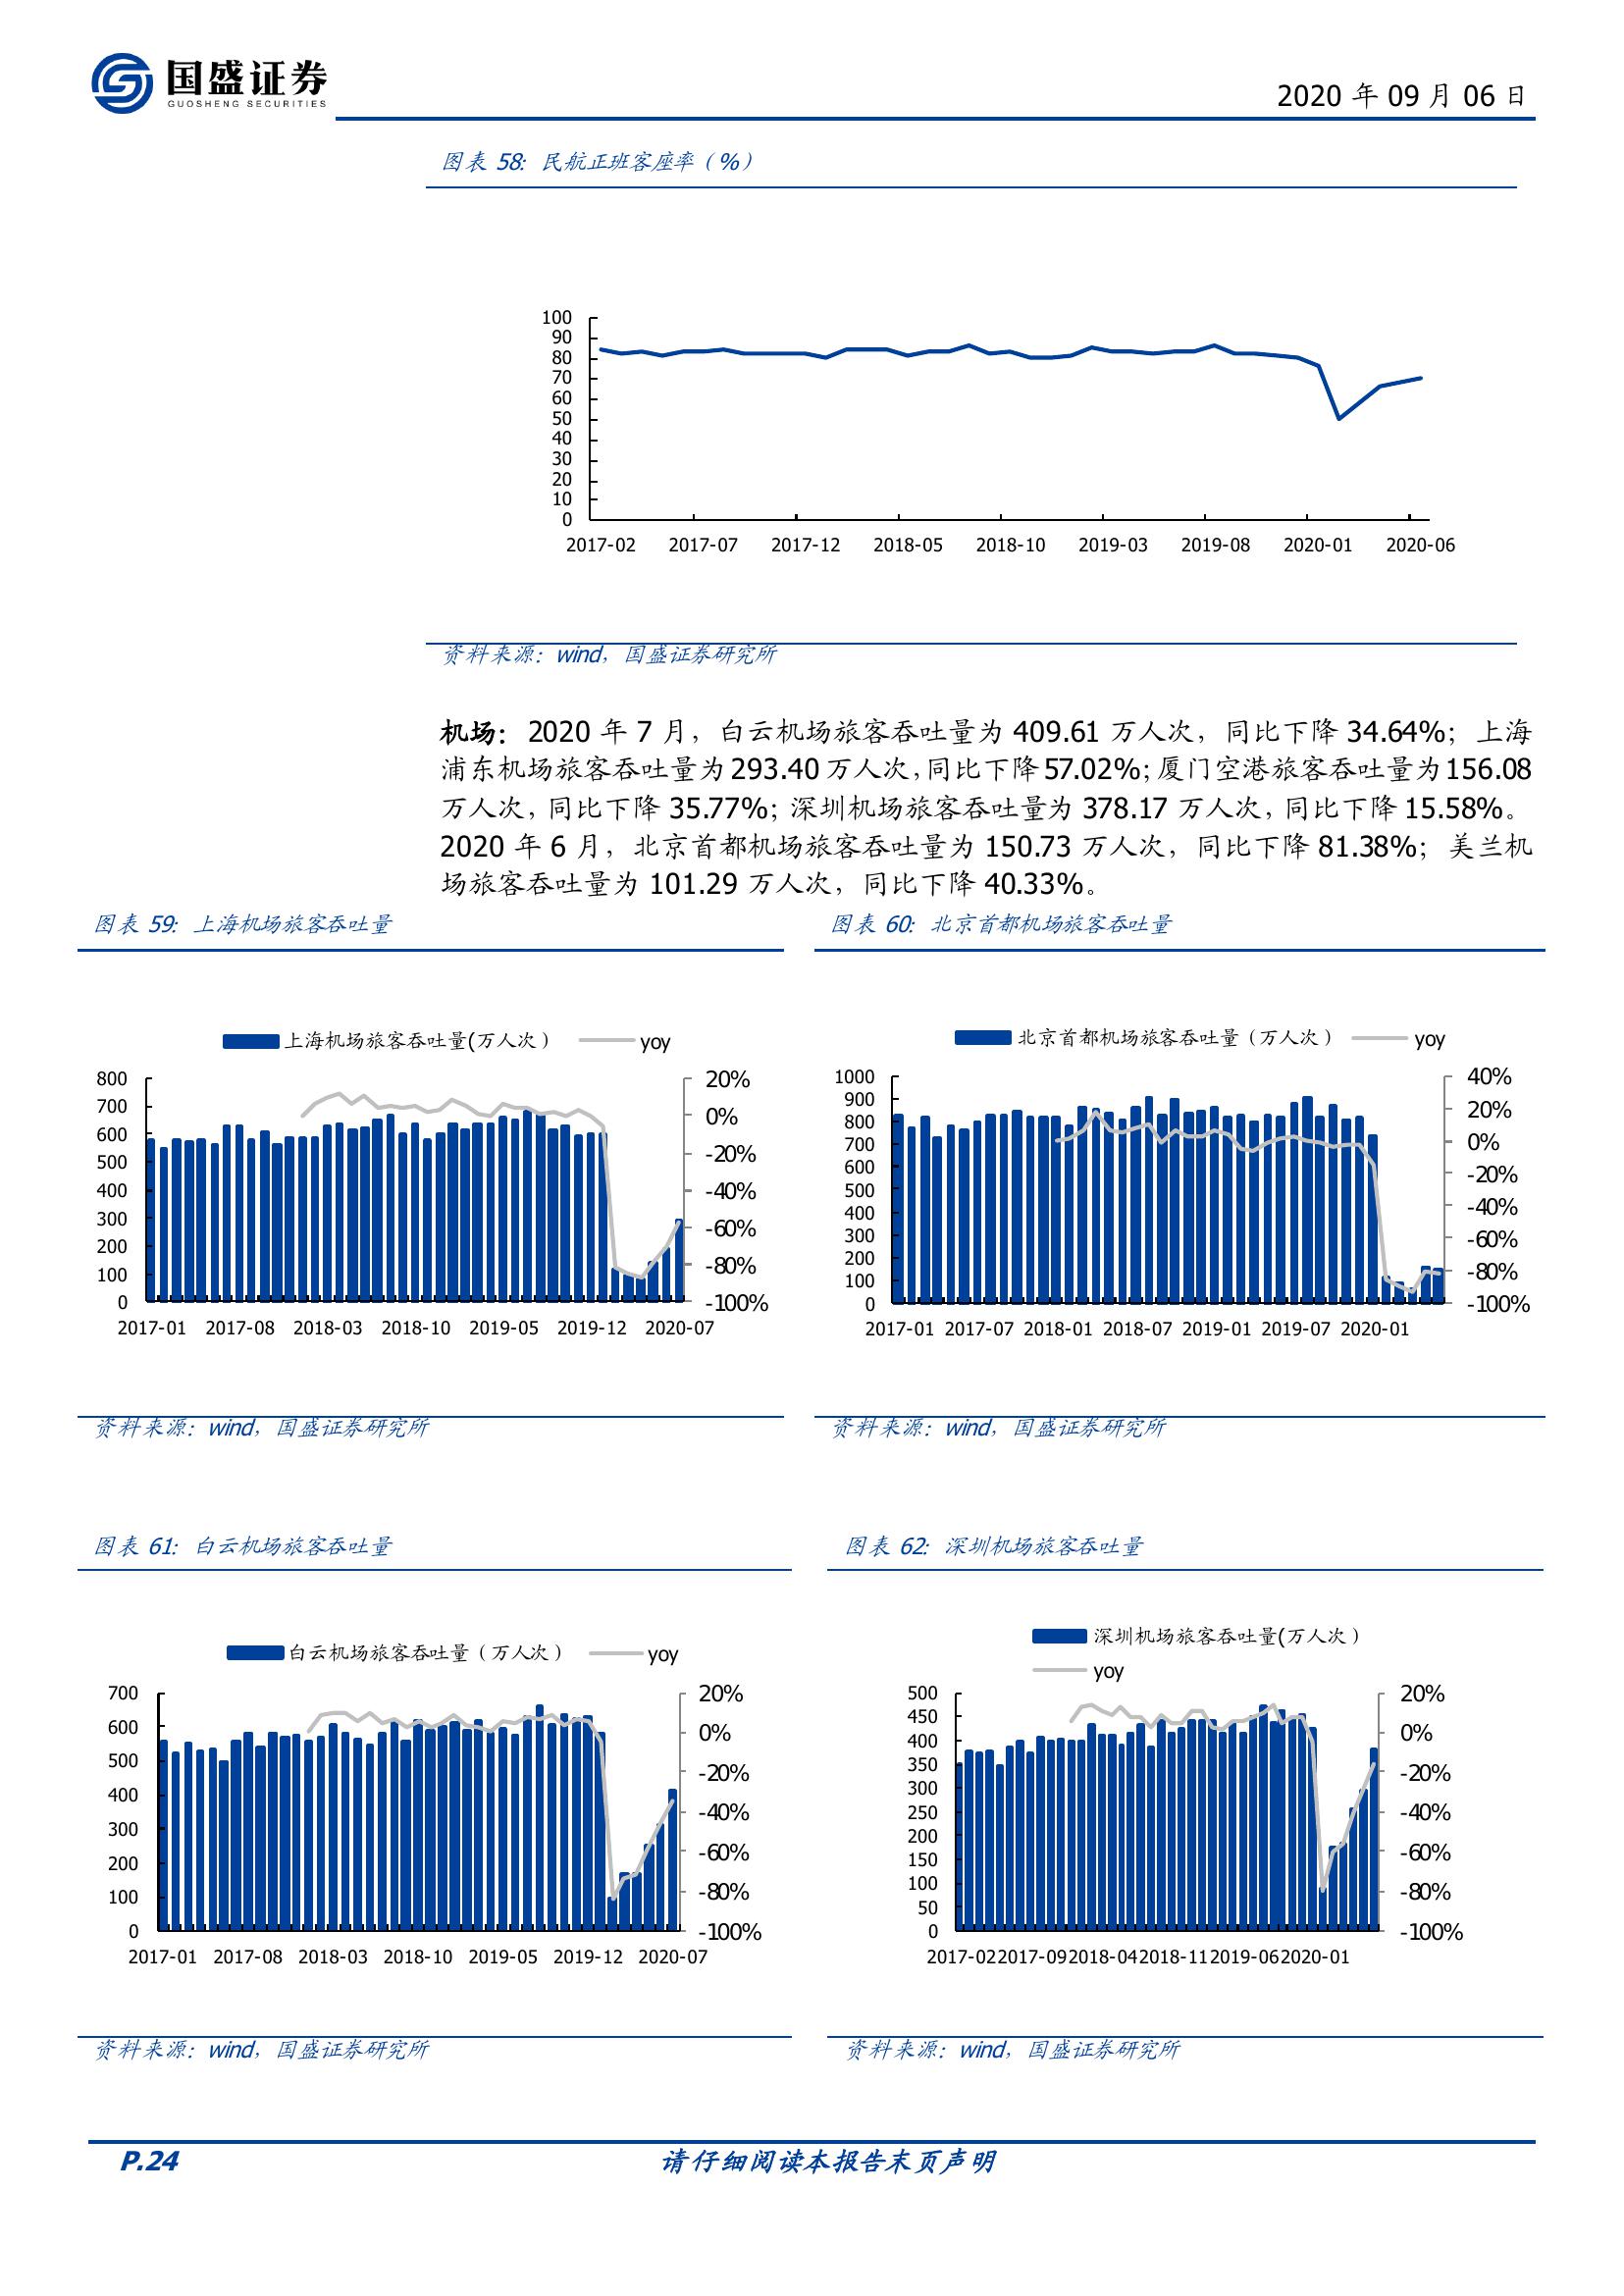 国盛证券
GUOSHENG SECURITIES
2020 年 09 月 06 日
图表 58：民航正班客座率（%）
100
90
80
70
60
50
40
30
20
10
0
2017-02 2017-07 2017-12 2018-05 2018-10 2019-03 2019-08 2020-01 2020-06
资料来源：wind，国盛证券研究所
机场：2020 年 7 月，白云机场旅客吞吐量为 409.61 万人次，同比下降 34.64%；上海
浦东机场旅客吞吐量为 293.40 万人次，同比下降 57.02%；厦门空港旅客吞吐量为 156.08
万人次，同比下降 35.77%；深圳机场旅客吞吐量为 378.17 万人次，同比下降 15.58%。
2020 年 6 月，北京首都机场旅客吞吐量为 150.73 万人次，同比下降 81.38%；美兰机
场旅客吞吐量为 101.29 万人次，同比下降 40.33%。
图表 59：上海机场旅客吞吐量
上海机场旅客吞吐量(万人次） yoy
800
700
600
500
400
300
200
100
0
20%
0%
-20%
-40%
-60%
-80%
-100%
2017-01 2017-08 2018-03 2018-10 2019-05 2019-12 2020-07
资料来源：wind，国盛证券研究所
图表 60：北京首都机场旅客吞吐量
北京首都机场旅客吞吐量（万人次） yoy
1000
900
800
700
600
500
400
300
200
100
0
40%
20%
0%
-20%
-40%
-60%
-80%
-100%
2017-01 2017-07 2018-01 2018-07 2019-01 2019-07 2020-01
资料来源：wind，国盛证券研究所
图表 61：白云机场旅客吞吐量
白云机场旅客吞吐量（万人次） yoy
700
600
500
400
300
200
100
0
20%
0%
-20%
-40%
-60%
-80%
-100%
2017-01 2017-08 2018-03 2018-10 2019-05 2019-12 2020-07
资料来源：wind，国盛证券研究所
图表 62：深圳机场旅客吞吐量
深圳机场旅客吞吐量(万人次）
yoy
500
450
400
350
300
250
200
150
100
50
0
20%
0%
-20%
-40%
-60%
-80%
-100%
2017-02 2017-09 2018-04 2018-11 2019-06 2020-01
资料来源：wind，国盛证券研究所
P.24
请仔细阅读本报告末页声明